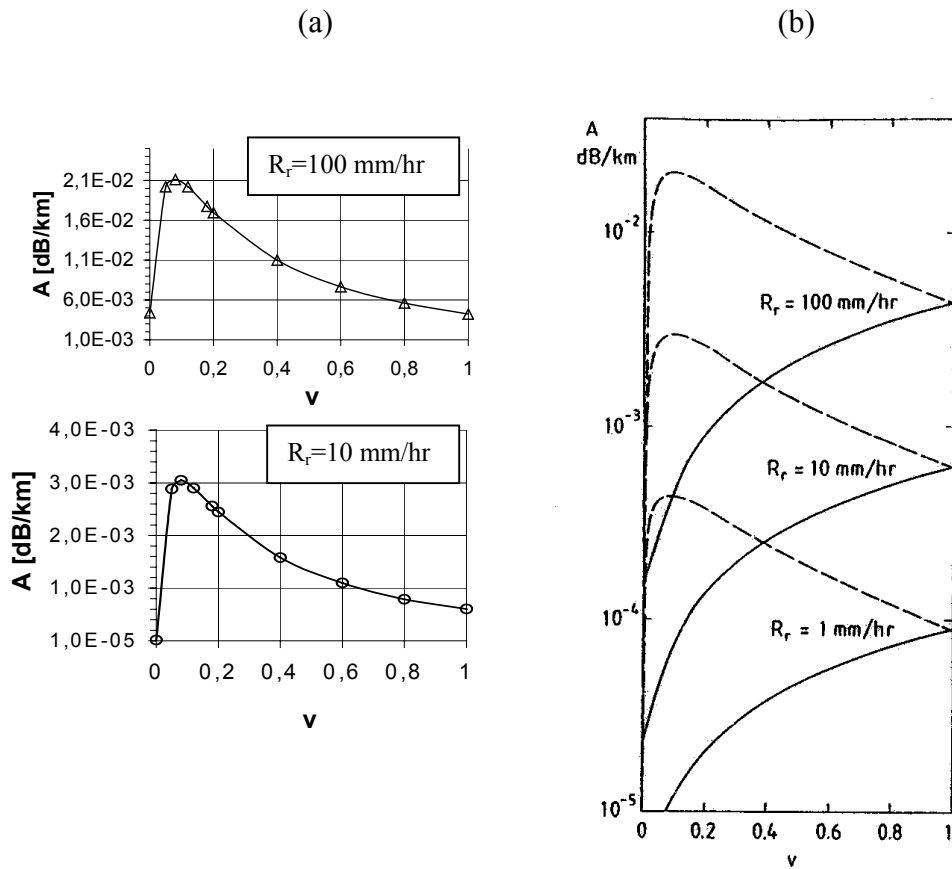 (a)
(b)
R_r=100 mm/hr
A [dB/km]
2,1E-02
1,6E-02
1,1E-02
6,0E-03
1,0E-03
0 0,2 0,4 0,6 0,8 1
v
R_r=10 mm/hr
A [dB/km]
4,0E-03
3,0E-03
2,0E-03
1,0E-03
1,0E-05
0 0,2 0,4 0,6 0,8 1
v
A
dB/km
10^-2
R_r = 100 mm/hr
10^-3
R_r = 10 mm/hr
10^-4
R_r = 1 mm/hr
10^-5
0 0.2 0.4 0.6 0.8 1
v